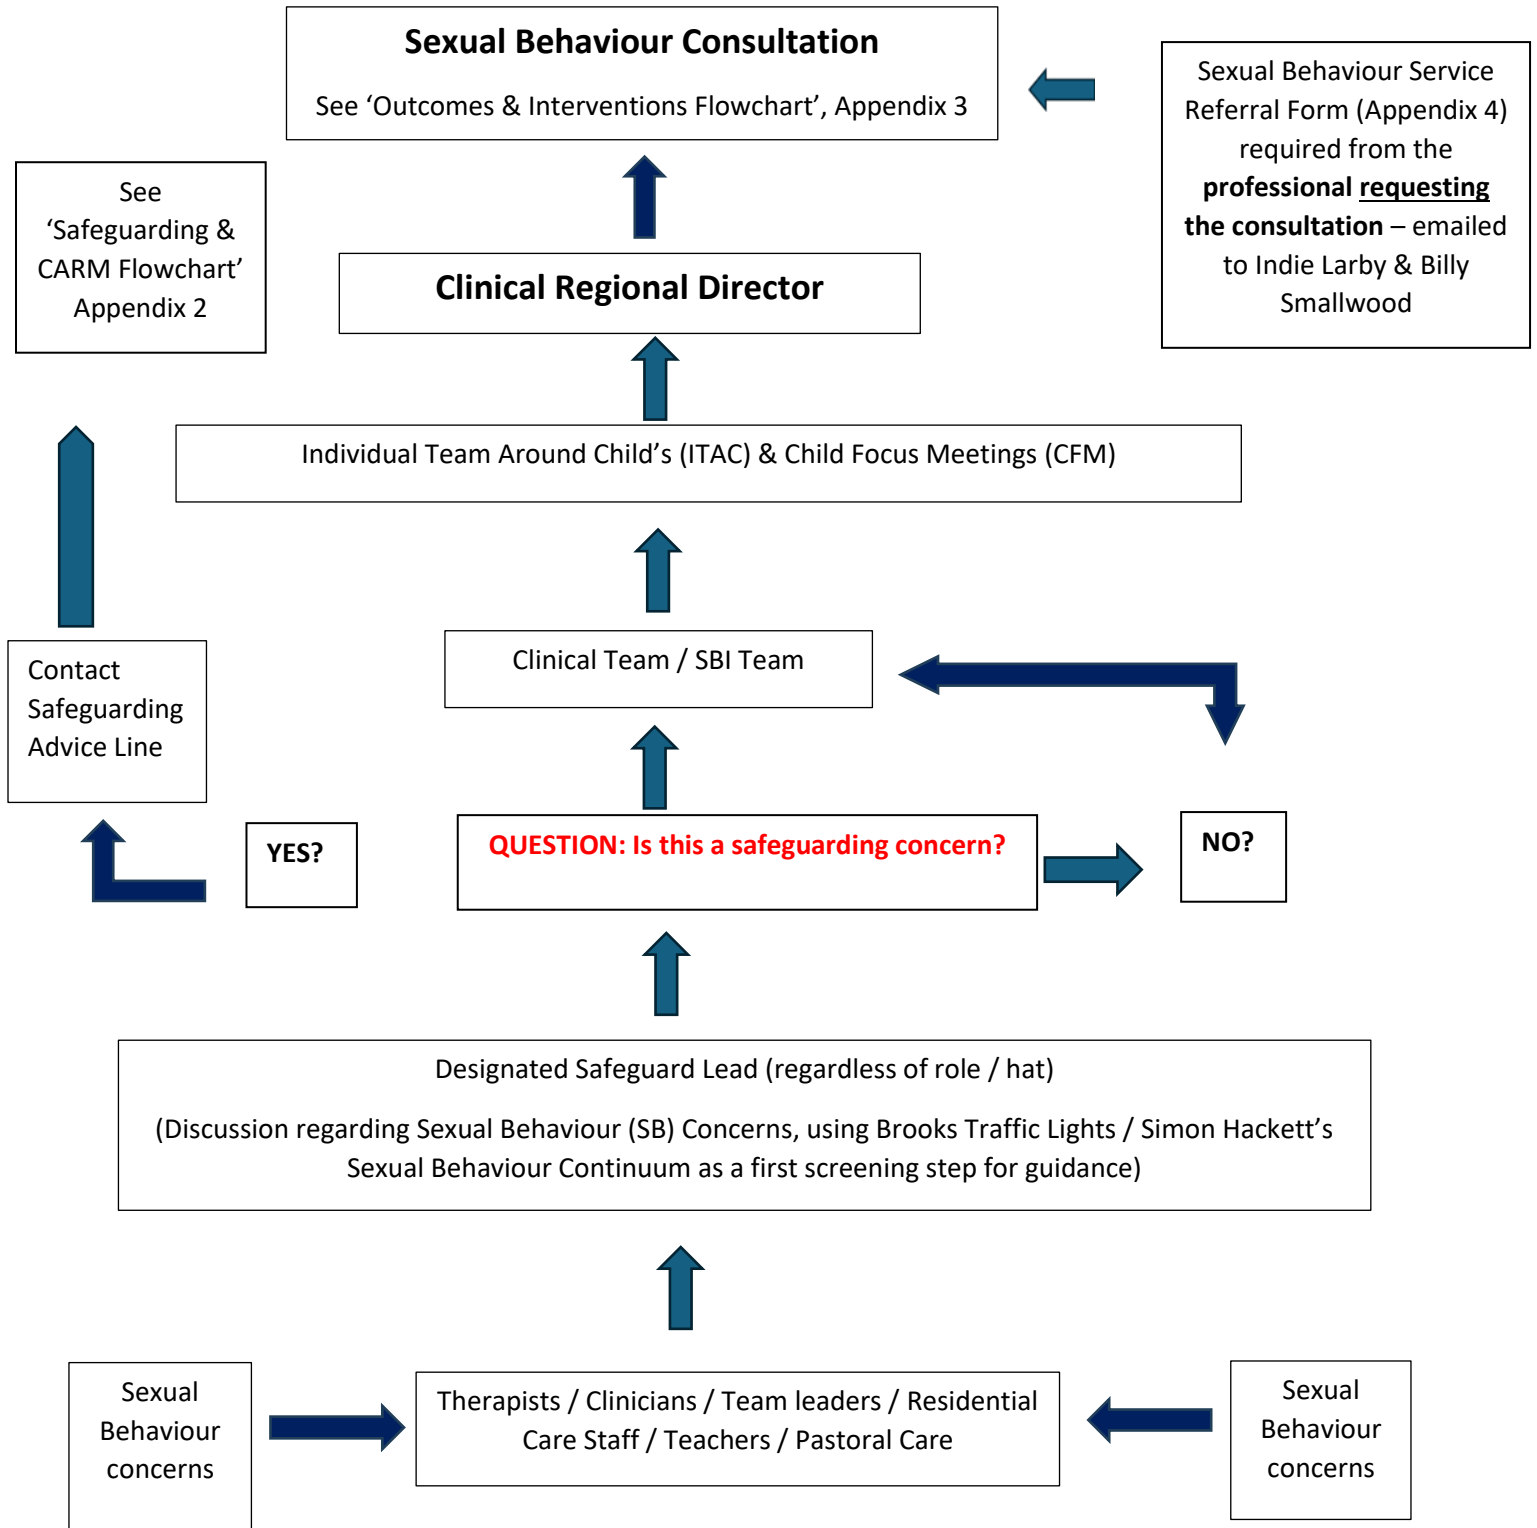 Sexual Behaviour Consultation
See ‘Outcomes & Interventions Flowchart’, Appendix 3
Sexual Behaviour Service
Referral Form (Appendix 4)
required from the
professional requesting
the consultation – emailed
to Indie Larby & Billy
Smallwood
See
‘Safeguarding &
CARM Flowchart’
Appendix 2
Clinical Regional Director
Individual Team Around Child’s (ITAC) & Child Focus Meetings (CFM)
Clinical Team / SBI Team
Contact
Safeguarding
Advice Line
YES?
QUESTION: Is this a safeguarding concern?
NO?
Designated Safeguard Lead (regardless of role / hat)
(Discussion regarding Sexual Behaviour (SB) Concerns, using Brooks Traffic Lights / Simon Hackett’s
Sexual Behaviour Continuum as a first screening step for guidance)
Sexual
Behaviour
concerns
Therapists / Clinicians / Team leaders / Residential
Care Staff / Teachers / Pastoral Care
Sexual
Behaviour
concerns